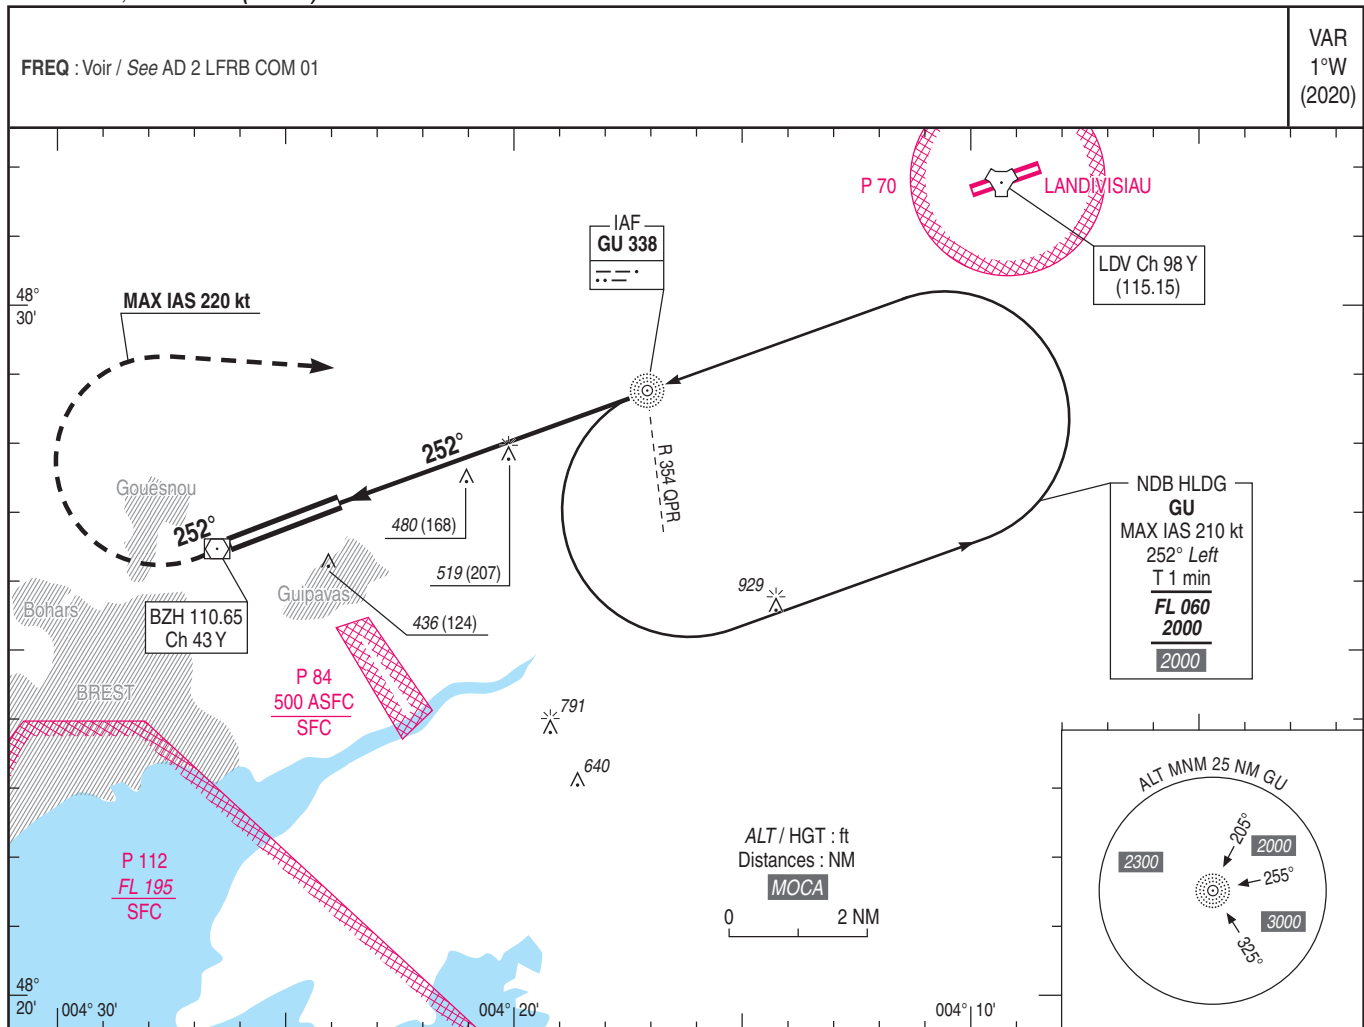 FREQ : Voir / See AD 2 LFRB COM 01
VAR
1°W
(2020)
P 70
LANDIVISIAU
LDV Ch 98 Y
(115.15)
IAF
GU 338
48°
30'
MAX IAS 220 kt
252°
R 354 QPR
Gouesnou
252°
480 (168)
519 (207)
929
NDB HLDG
GU
MAX IAS 210 kt
252° Left
T 1 min
FL 060
2000
2000
Bohars
Guipavas
BZH 110.65
Ch 43 Y
436 (124)
BREST
P 84
500 ASFC
SFC
791
640
P 112
FL 195
SFC
ALT / HGT : ft
Distances : NM
MOCA
0 2 NM
ALT MNM 25 NM GU
205°
2000
2300
255°
3000
325°
48°
20'
004° 30'
004° 20'
004° 10'